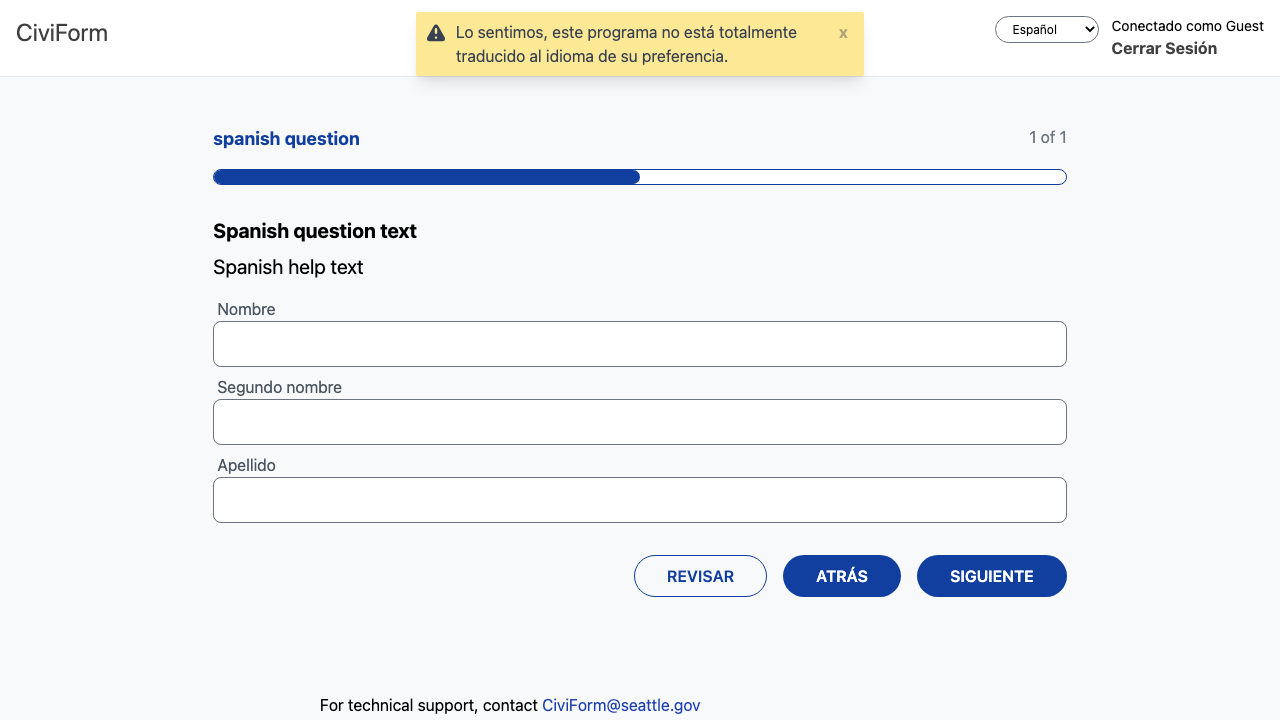 CiviForm
Lo sentimos, este programa no está totalmente
traducido al idioma de su preferencia.
x
Español
Conectado como Guest
Cerrar Sesión
spanish question
1 of 1
Spanish question text
Spanish help text
Nombre
Segundo nombre
Apellido
REVISAR
ATRÁS
SIGUIENTE
For technical support, contact CiviForm@seattle.gov